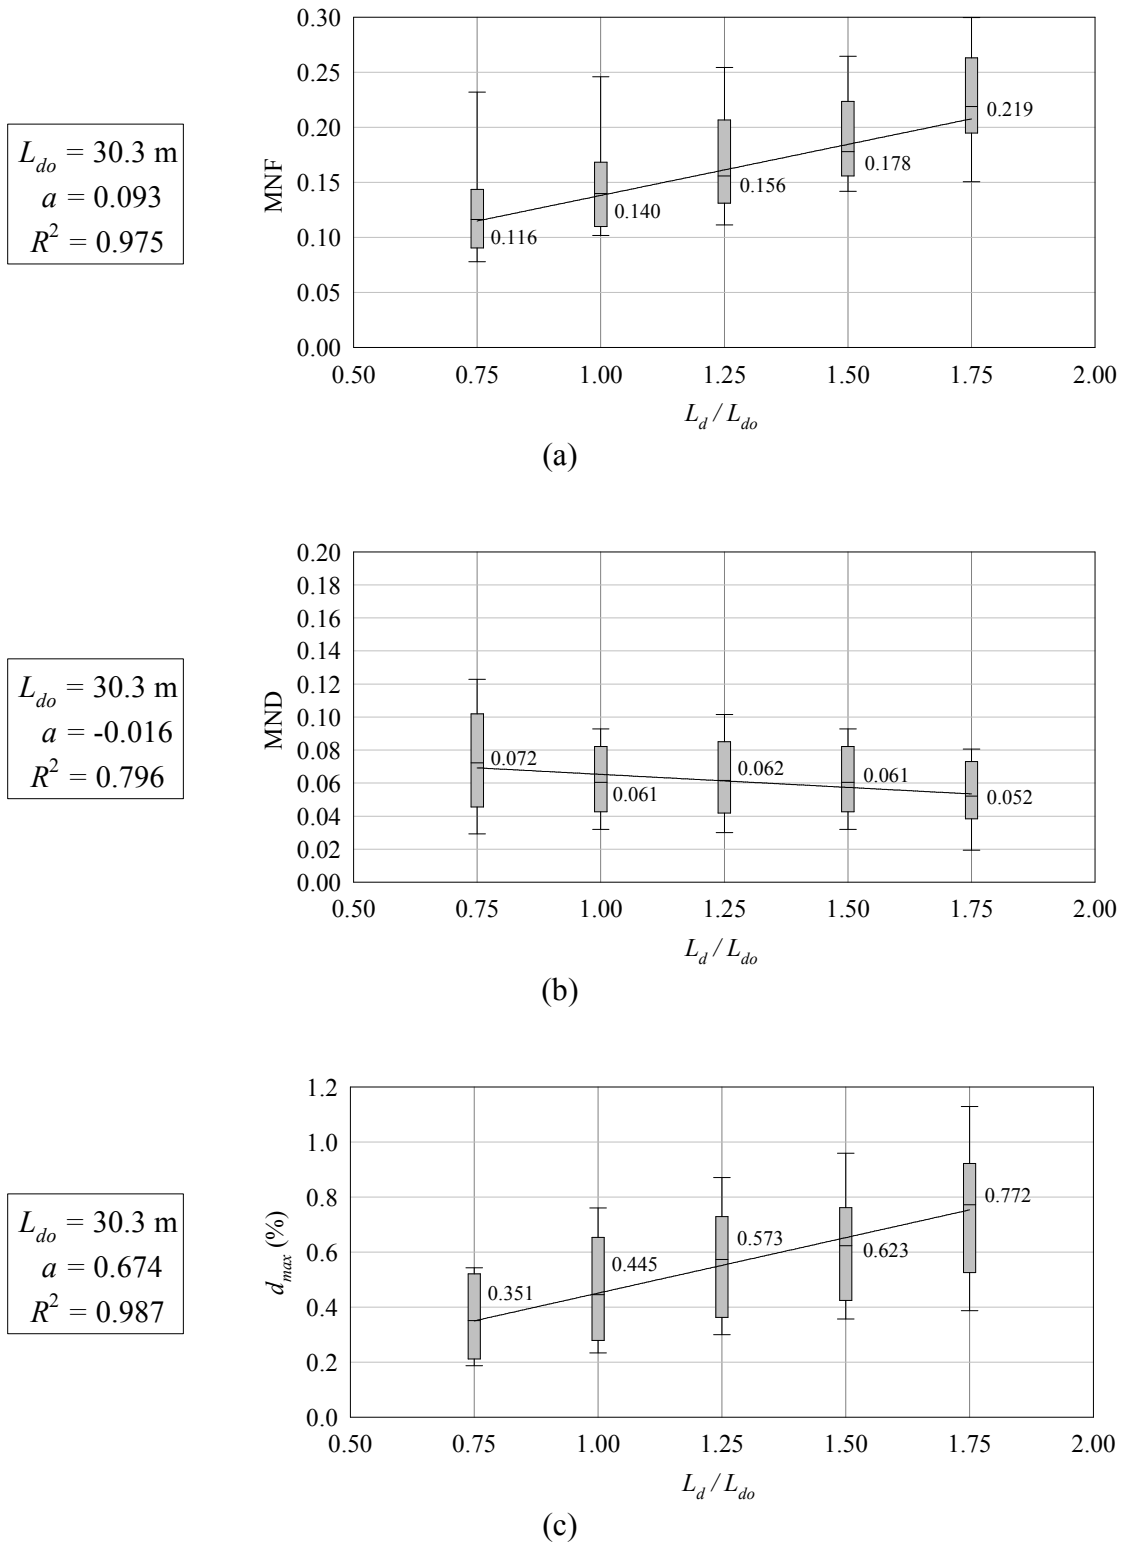 L_do = 30.3 m
a = 0.093
R² = 0.975
MNF
0.30
0.25
0.20
0.15
0.10
0.05
0.00
0.116
0.140
0.156
0.178
0.219
0.50 0.75 1.00 1.25 1.50 1.75 2.00
L_d / L_do
(a)
L_do = 30.3 m
a = -0.016
R² = 0.796
MND
0.20
0.18
0.16
0.14
0.12
0.10
0.08
0.06
0.04
0.02
0.00
0.072
0.061
0.062
0.061
0.052
0.50 0.75 1.00 1.25 1.50 1.75 2.00
L_d / L_do
(b)
L_do = 30.3 m
a = 0.674
R² = 0.987
d_max (%)
1.2
1.0
0.8
0.6
0.4
0.2
0.0
0.351
0.445
0.573
0.623
0.772
0.50 0.75 1.00 1.25 1.50 1.75 2.00
L_d / L_do
(c)